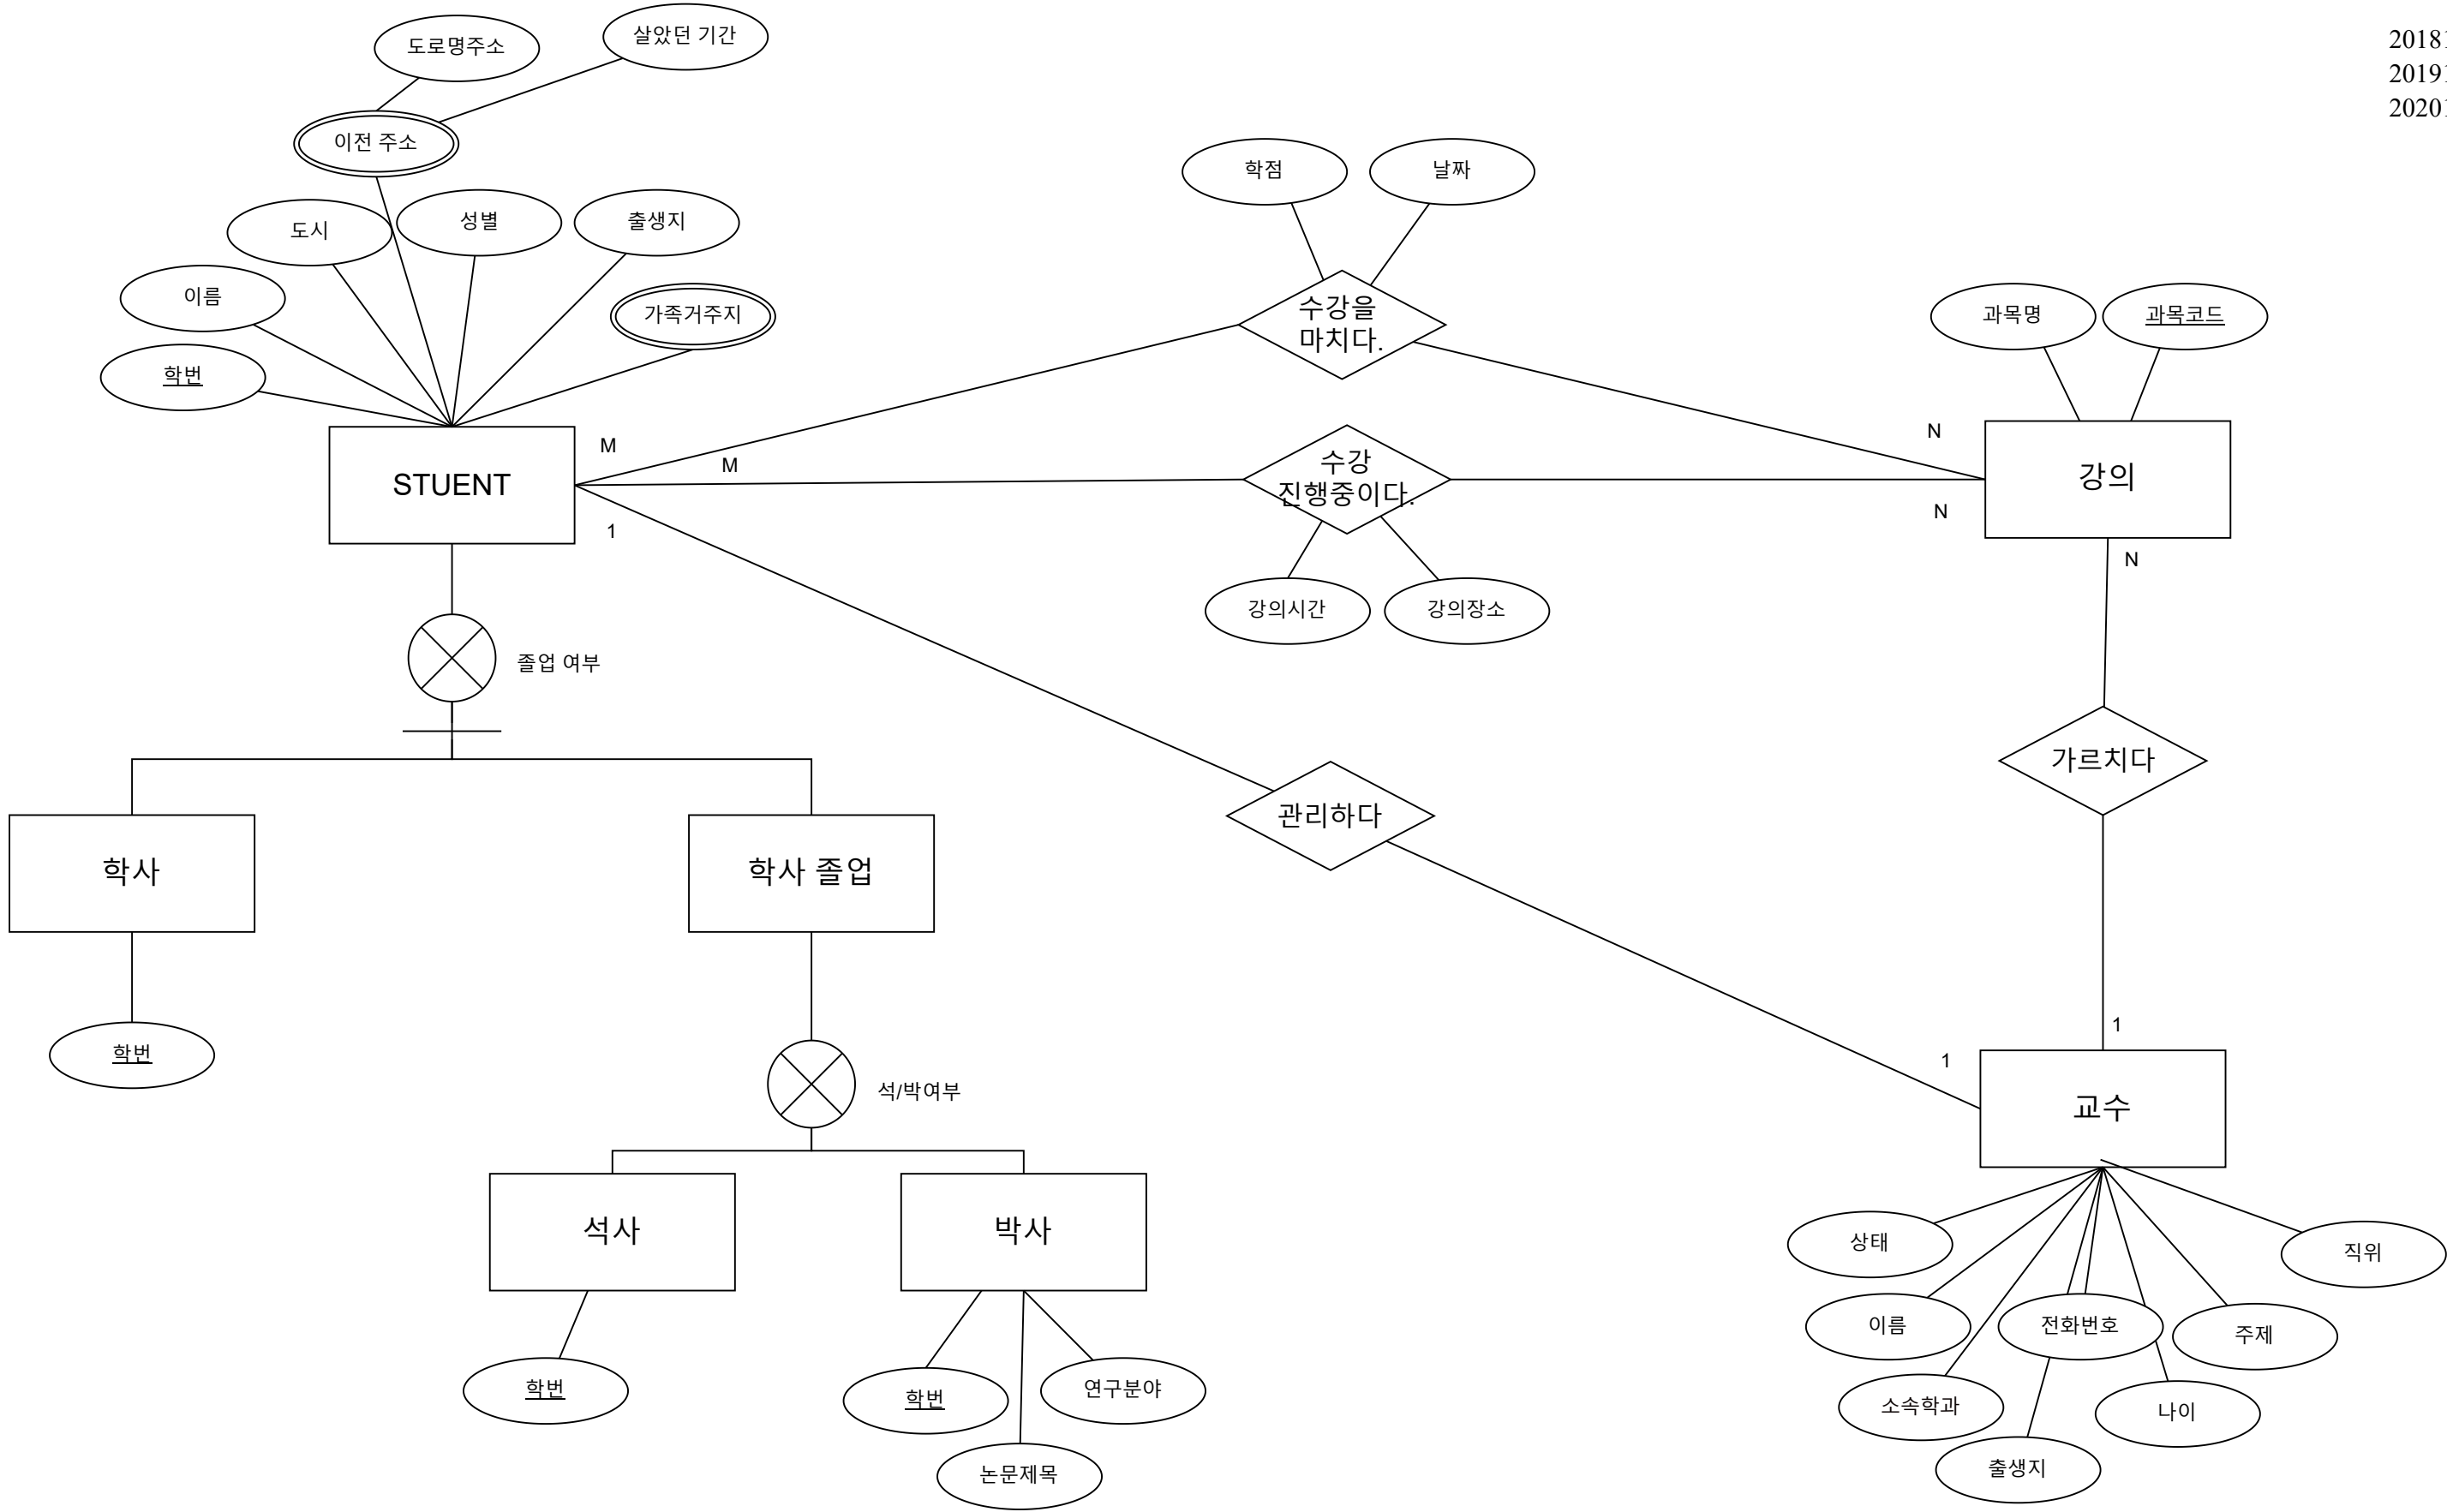 도로명주소
살았던 기간
20181
20191
20201
이전 주소
학점
날짜
도시
성별
출생지
이름
가족거주지
학번
수강을
마치다.
과목명
과목코드
M
N
M
수강
진행중이다.
STUENT
강의
1
N
N
강의시간
강의장소
졸업 여부
가르치다
관리하다
학사
학사 졸업
1
학번
1
석/박여부
교수
석사
박사
상태
직위
이름
전화번호
주제
학번
학번
연구분야
소속학과
나이
논문제목
출생지